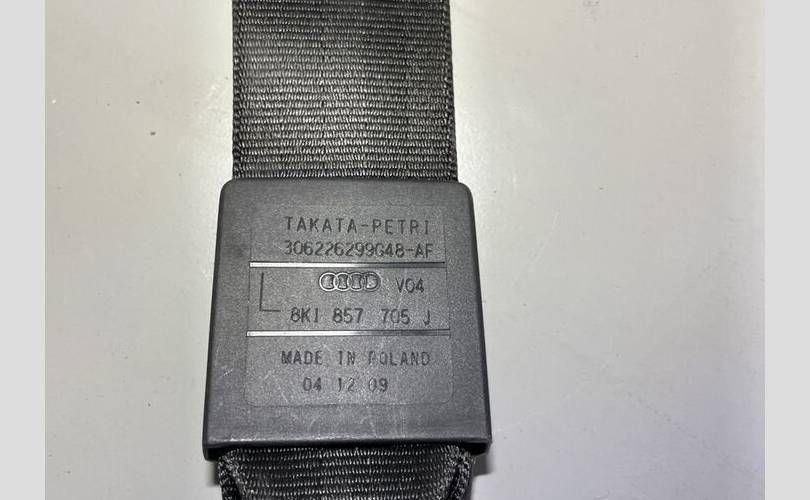 TAKATA-PETRI
306226299G48-AF
V04
L
8K1 857 705 J
MADE IN POLAND
04 12 09